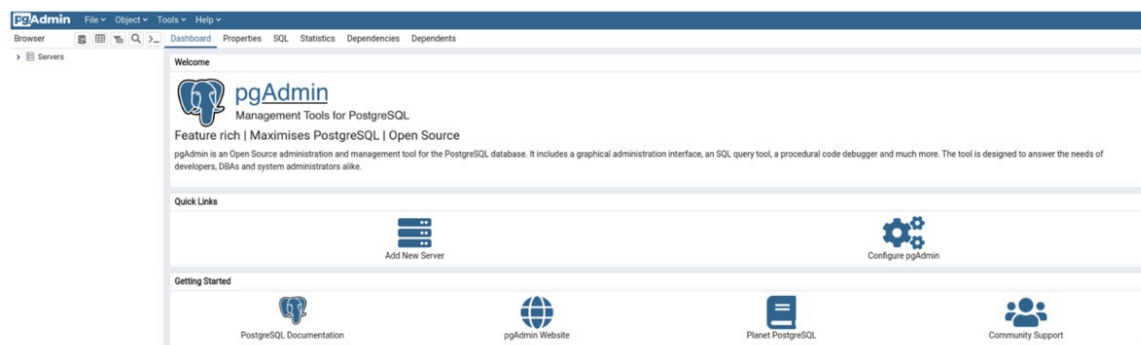 pgAdmin File Object Tools Help
Browser Dashboard Properties SQL Statistics Dependencies Dependents
Servers
Welcome
pgAdmin
Management Tools for PostgreSQL
Feature rich | Maximises PostgreSQL | Open Source
pgAdmin is an Open Source administration and management tool for the PostgreSQL database. It includes a graphical administration interface, an SQL query tool, a procedural code debugger and much more. The tool is designed to answer the needs of
developers, DBAs and system administrators alike.
Quick Links
Add New Server Configure pgAdmin
Getting Started
PostgreSQL Documentation pgAdmin Website Planet PostgreSQL Community Support